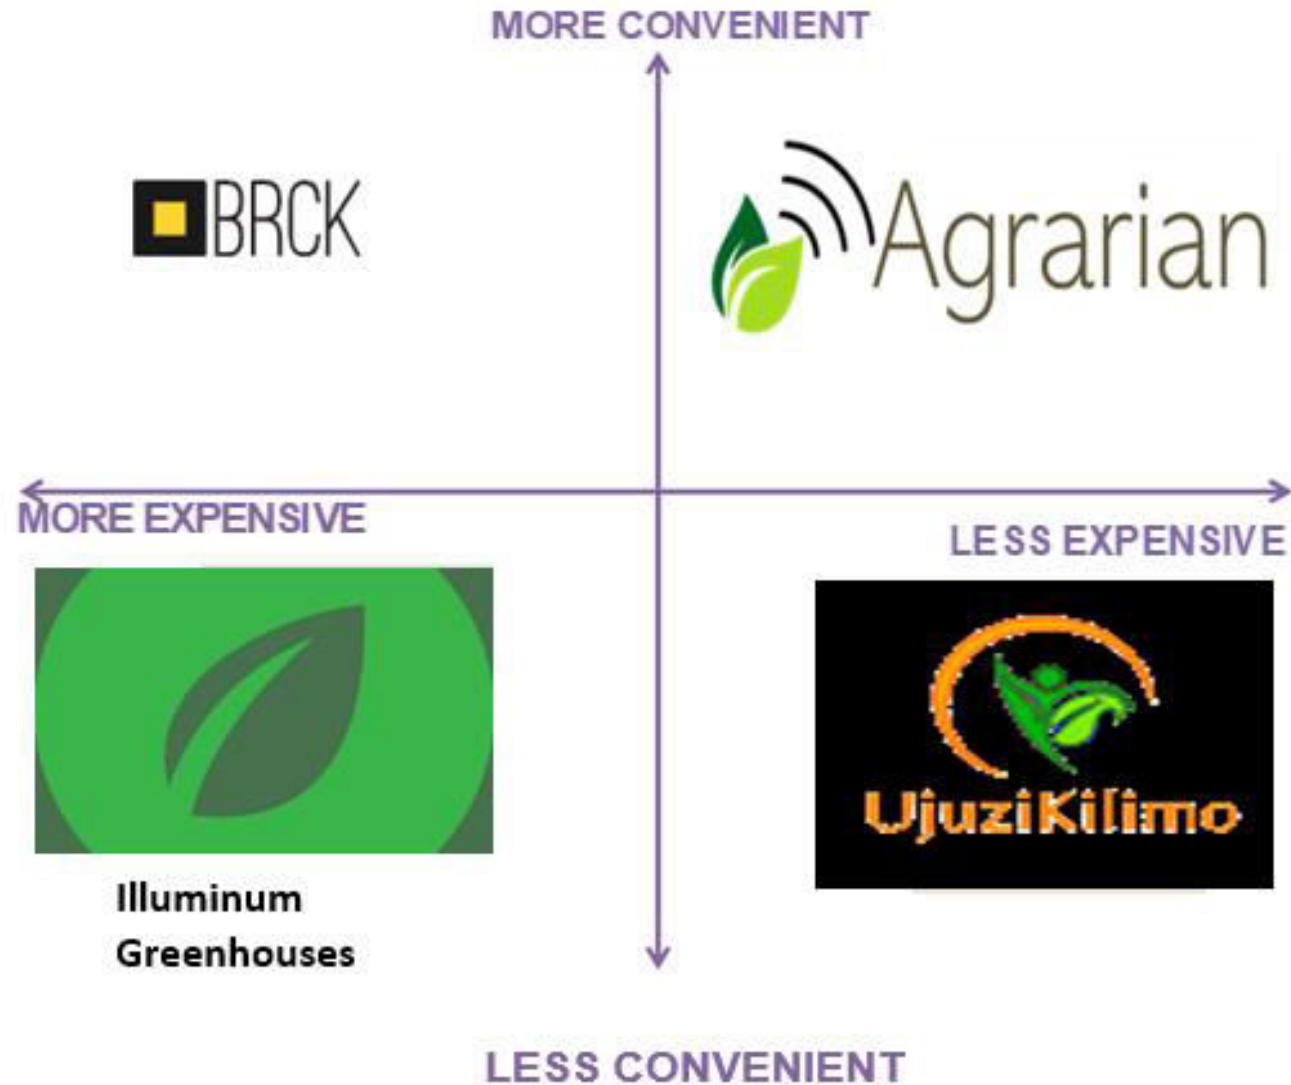 MORE CONVENIENT
BRCK
Agrarian
MORE EXPENSIVE
LESS EXPENSIVE
UjuziKilimo
Illuminum
Greenhouses
LESS CONVENIENT